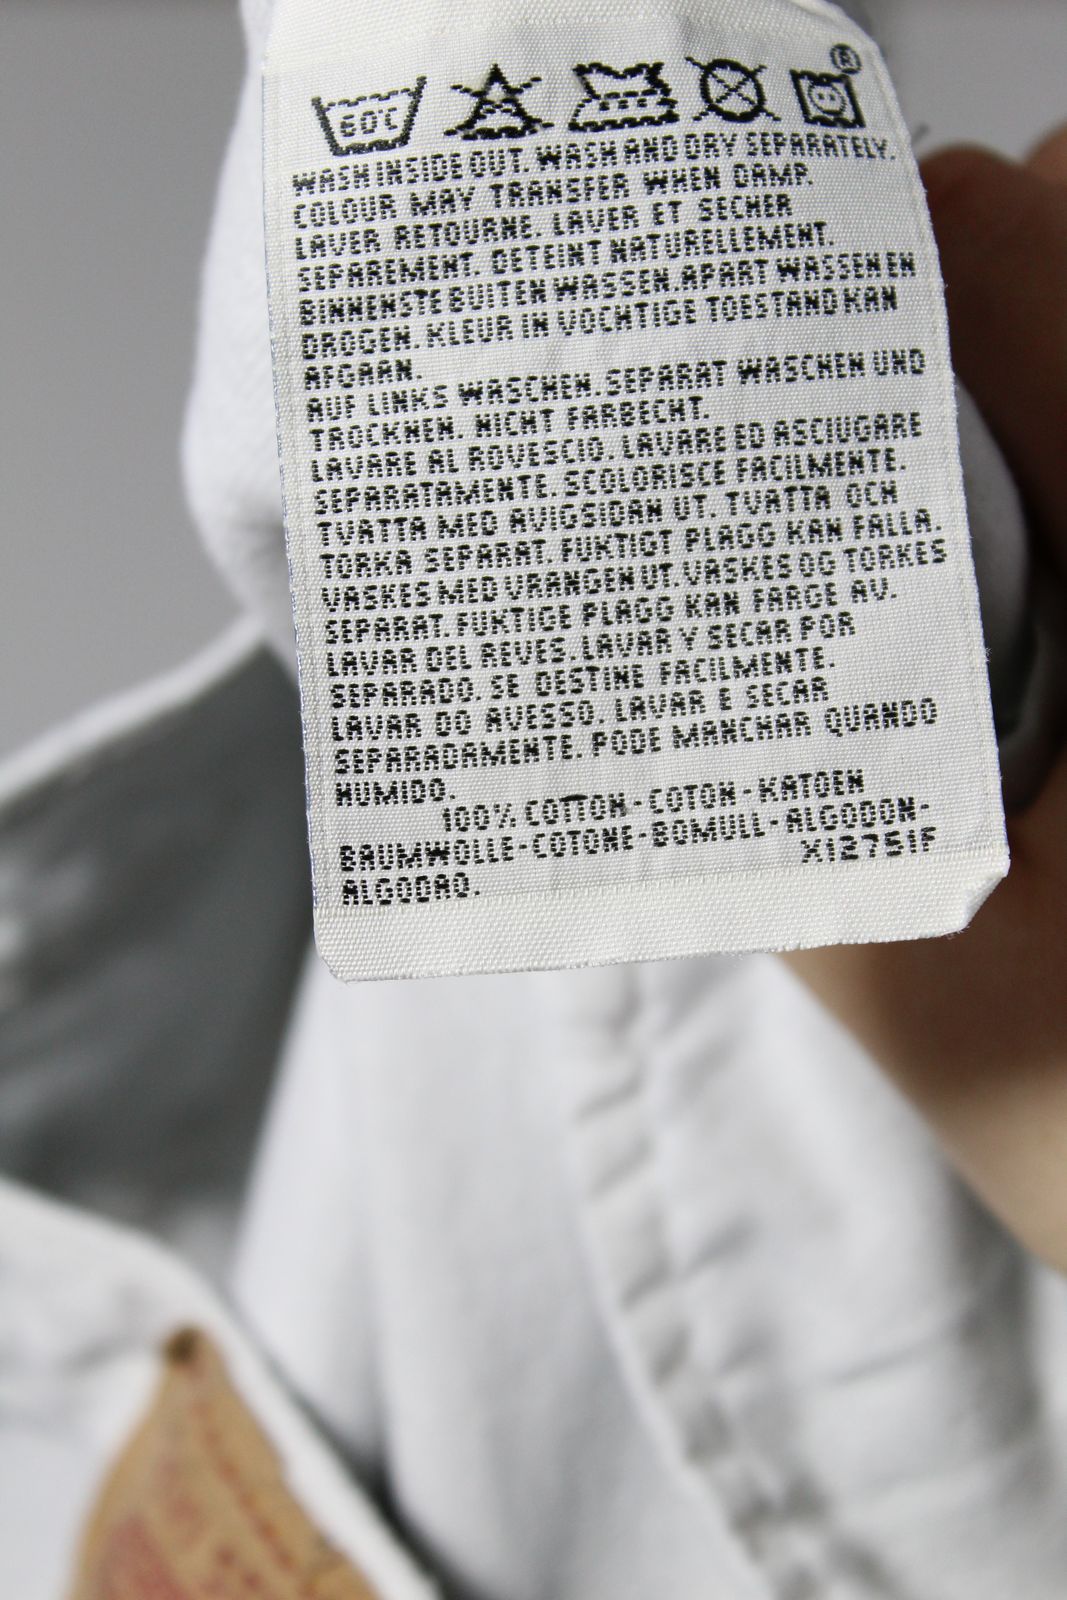 60°C
®
WASH INSIDE OUT. WASH AND DRY SEPARATELY.
COLOUR MAY TRANSFER WHEN DAMP.
LAVER RETOURNE. LAVER ET SECHER
SEPAREMENT. DETEINT NATURELLEMENT.
BINNENSTE BUITEN WASSEN. APART WASSEN EN
DROGEN. KLEUR IN VOCHTIGE TOESTAND KAN
AFGAAN.
AUF LINKS WASCHEN. SEPARAT WASCHEN UND
TROCKNEN. NICHT FARBECHT.
LAVARE AL ROVESCIO. LAVARE ED ASCIUGARE
SEPARATAMENTE. SCOLORISCE FACILMENTE.
TVATTA MED AVIGSIDAN UT. TVATTA OCH
TORKA SEPARAT. FUKTIGT PLAGG KAN FALLA.
VASKES MED VRANGEN UT. VASKES OG TORKES
SEPARAT. FUKTIGE PLAGG KAN FARGE AV.
LAVAR DEL REVES. LAVAR Y SECAR POR
SEPARADO. SE DESTINE FACILMENTE.
LAVAR DO AVESSO. LAVAR E SECAR
SEPARADAMENTE. PODE MANCHAR QUANDO
HUMIDO.
100% COTTON - COTON - KATOEN
BAUMWOLLE - COTONE - BOMULL - ALGODON -
ALGODAO. X12751F